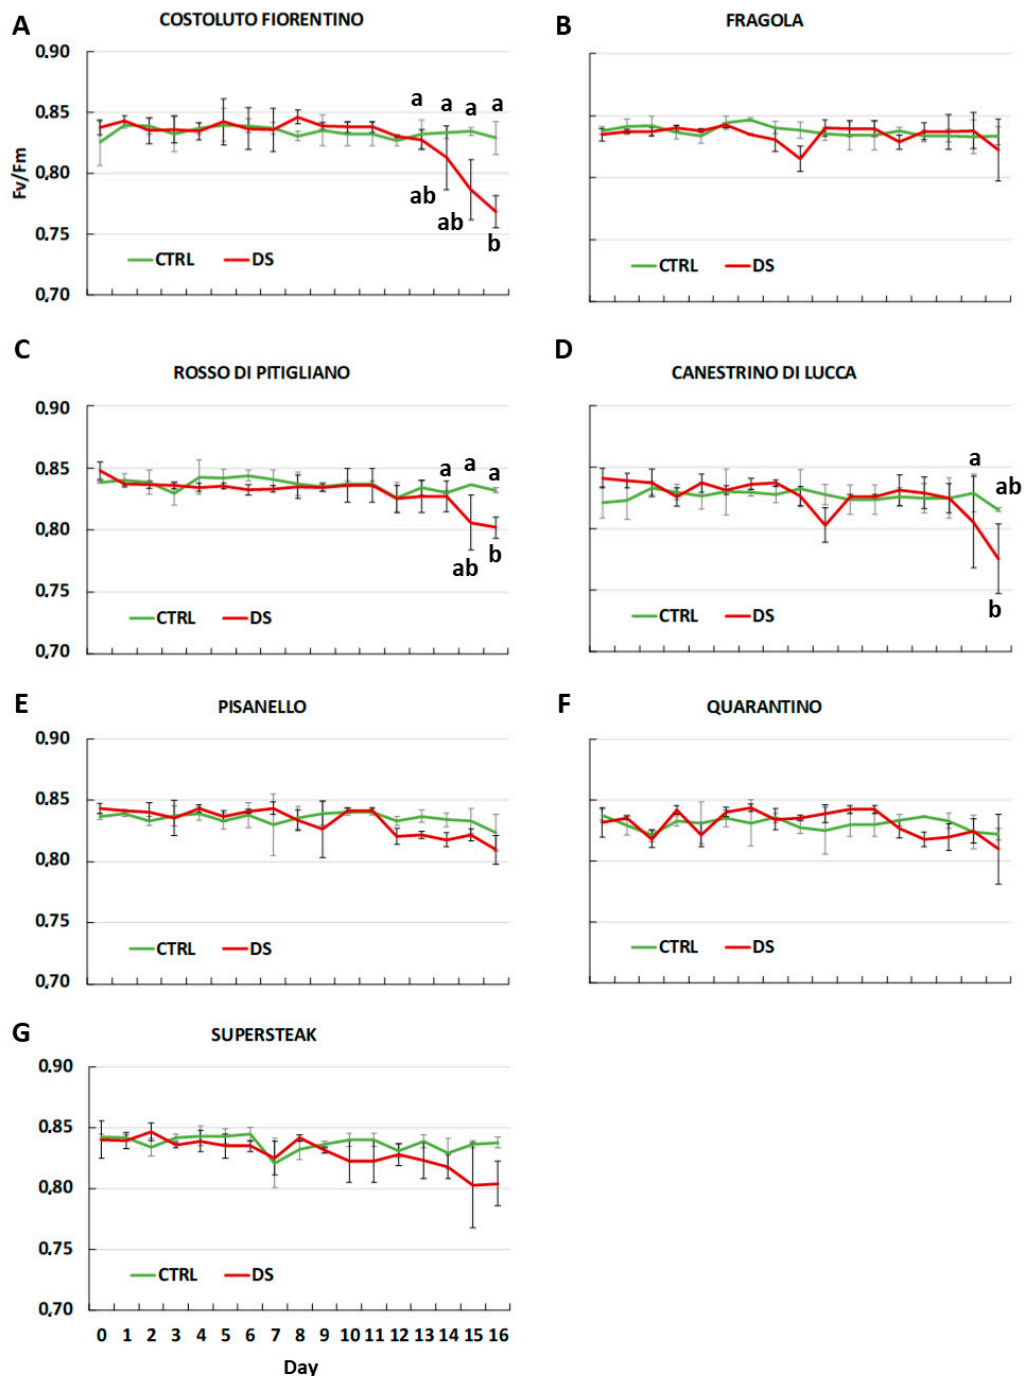 A
COSTOLUTO FIORENTINO
B
FRAGOLA
0,90
0,85
0,80
0,75
0,70
Fv/Fm
a a a a
ab
ab
b
CTRL DS
CTRL DS
C
ROSSO DI PITIGLIANO
D
CANESTRINO DI LUCCA
0,90
0,85
0,80
0,75
0,70
a a a
ab b
CTRL DS
a
ab
b
CTRL DS
E
PISANELLO
F
QUARANTINO
0,90
0,85
0,80
0,75
0,70
CTRL DS
CTRL DS
G
SUPERSTEAK
0,90
0,85
0,80
0,75
0,70
CTRL DS
0 1 2 3 4 5 6 7 8 9 10 11 12 13 14 15 16
Day